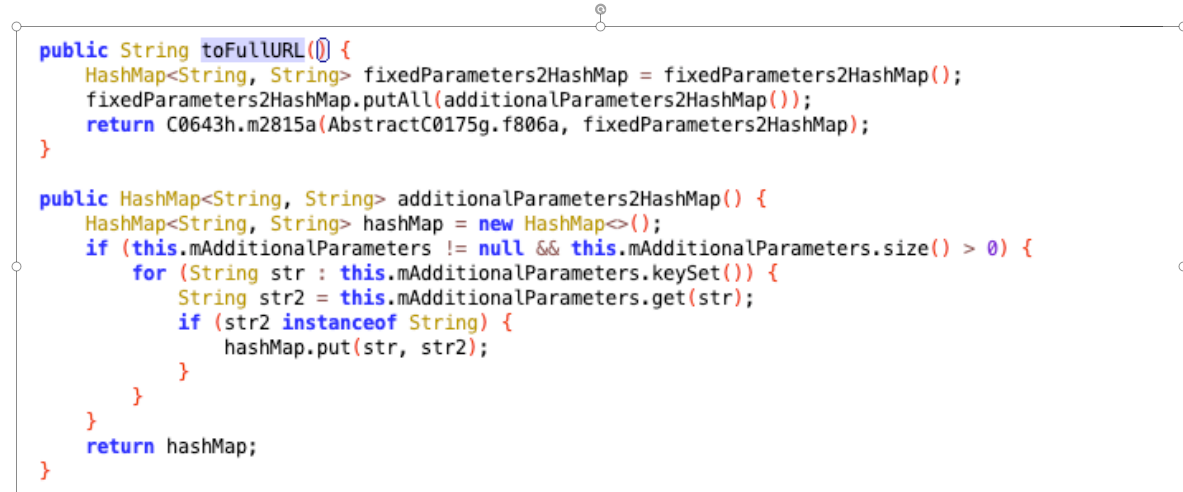 public String toFullURL() {
    HashMap<String, String> fixedParameters2HashMap = fixedParameters2HashMap();
    fixedParameters2HashMap.putAll(additionalParameters2HashMap());
    return C0643h.m2815a(AbstractC0175g.f806a, fixedParameters2HashMap);
}

public HashMap<String, String> additionalParameters2HashMap() {
    HashMap<String, String> hashMap = new HashMap<>();
    if (this.mAdditionalParameters != null && this.mAdditionalParameters.size() > 0) {
        for (String str : this.mAdditionalParameters.keySet()) {
            String str2 = this.mAdditionalParameters.get(str);
            if (str2 instanceof String) {
                hashMap.put(str, str2);
            }
        }
    }
    return hashMap;
}